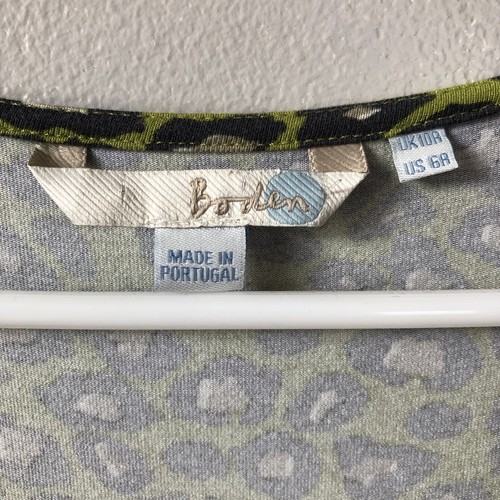 Boden
MADE IN
PORTUGAL
UK10R
US 6R